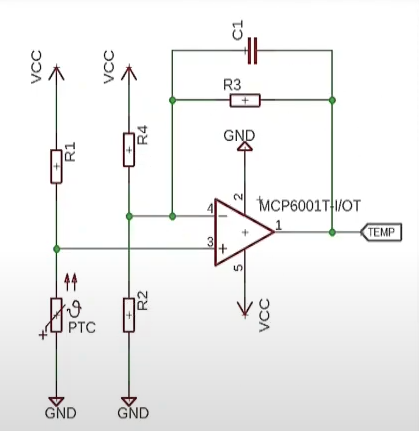 C1
VCC
VCC
R3
R1
R4
GND
2
MCP6001T-I/OT
4
-
1
TEMP
3
+
5
R2
ϑ
PTC
+
VCC
GND
GND